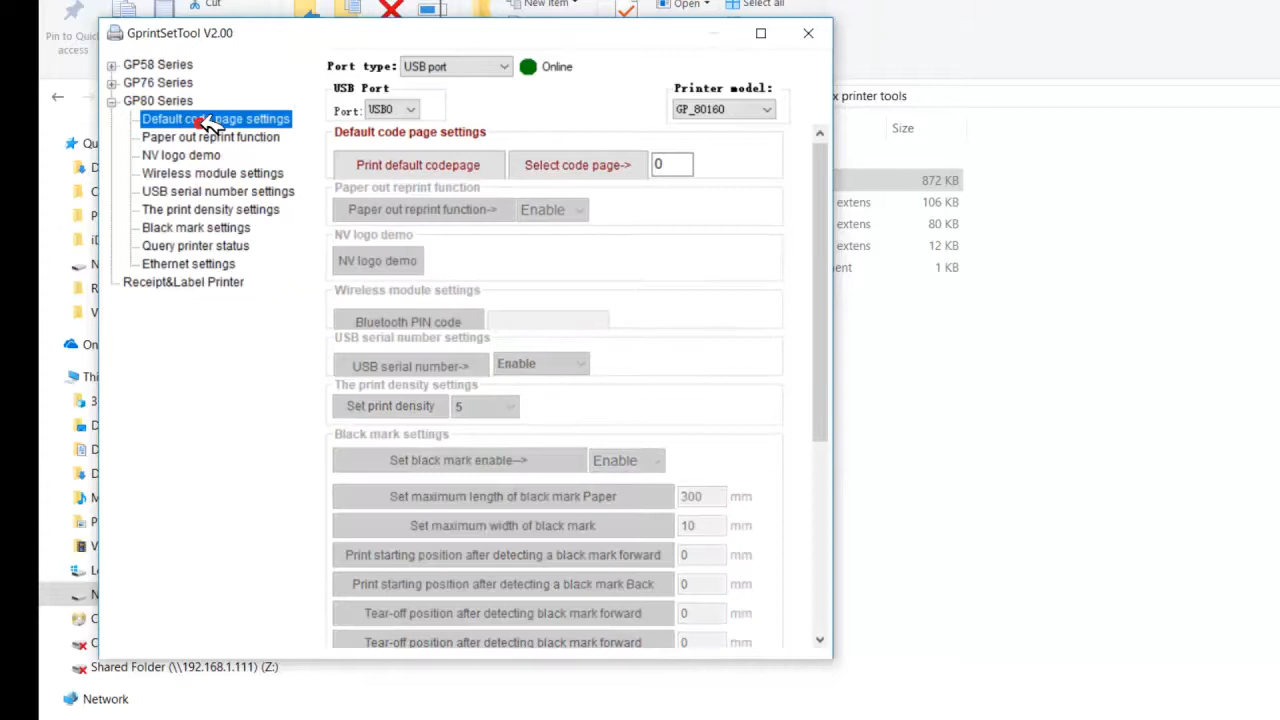 Cut
New item
Open
Select all
Pin to Quic
access
GprintSetTool V2.00
x printer tools
GP58 Series
GP76 Series
GP80 Series
Default code page settings
Paper out reprint function
NV logo demo
Wireless module settings
USB serial number settings
The print density settings
Black mark settings
Query printer status
Ethernet settings
Receipt&Label Printer
Port type: USB port Online
USB Port
Port: USB0
Printer model:
GP_80160
Default code page settings
Print default codepage Select code page-> 0
Paper out reprint function
Paper out reprint function-> Enable
NV logo demo
NV logo demo
Wireless module settings
Bluetooth PIN code
USB serial number settings
USB serial number-> Enable
The print density settings
Set print density 5
Black mark settings
Set black mark enable—> Enable
Set maximum length of black mark Paper 300 mm
Set maximum width of black mark 10 mm
Print starting position after detecting a black mark forward 0 mm
Print starting position after detecting a black mark Back 0 mm
Tear-off position after detecting black mark forward 0 mm
Tear-off position after detecting black mark forward 0 mm
Size
872 KB
extens 106 KB
extens 80 KB
extens 12 KB
ent 1 KB
Qu
D
C
P
iD
N
R
V
On
Thi
3
D
D
D
M
P
V
Lo
N
C
C
Shared Folder (\\192.168.1.111) (Z:)
Network